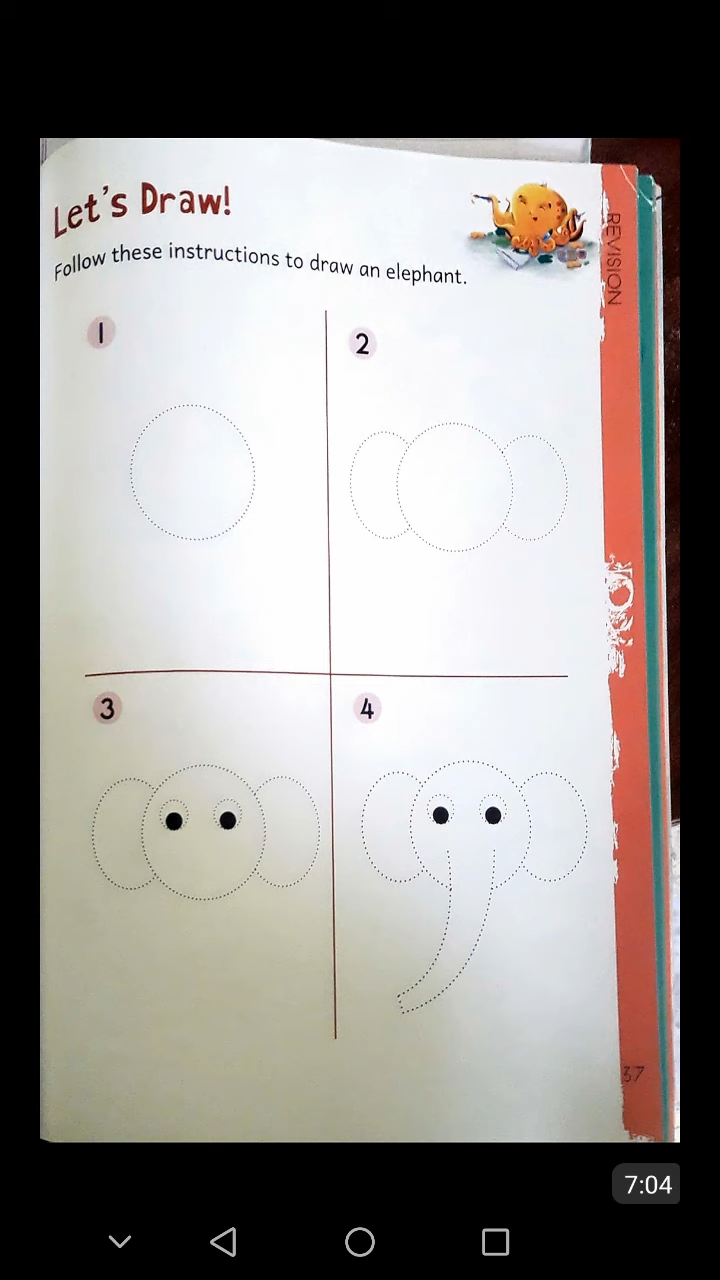 Let's Draw!
Follow these instructions to draw an elephant.
REVISION
1
2
3
4
37
7:04